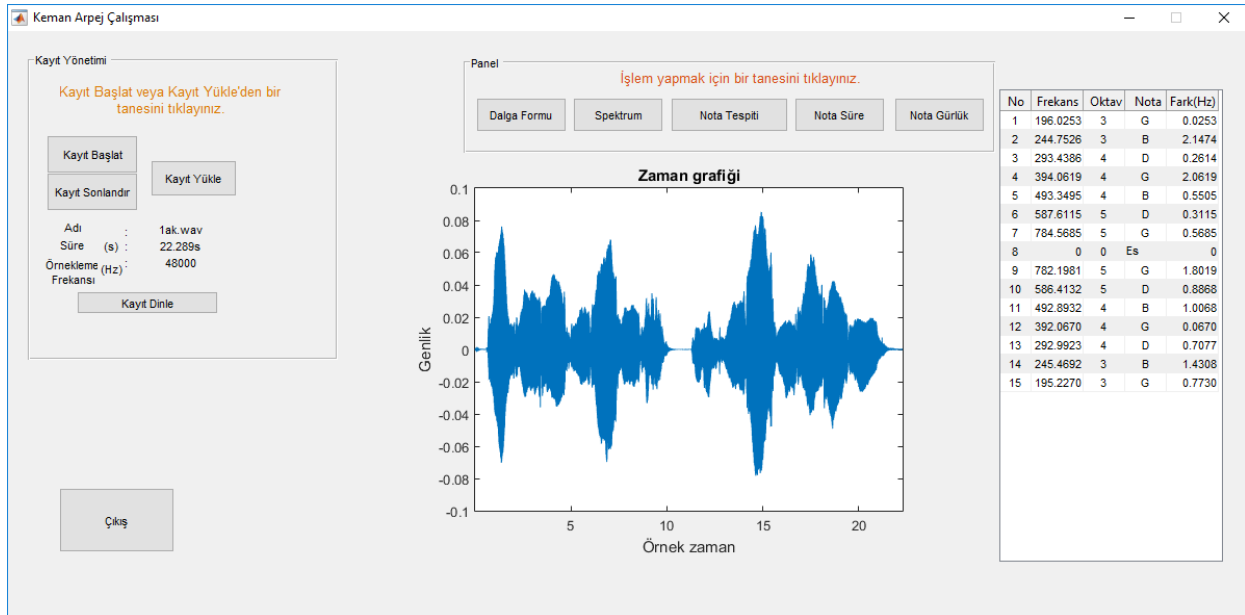 Keman Arpej Çalışması
Kayıt Yönetimi
Kayıt Başlat veya Kayıt Yükle'den bir
tanesini tıklayınız.
Kayıt Başlat
Kayıt Sonlandır
Kayıt Yükle
Adı : 1ak.wav
Süre (s) : 22.289s
Örnekleme (Hz) : 48000
Frekansı
Kayıt Dinle
Çıkış
Panel
İşlem yapmak için bir tanesini tıklayınız.
Dalga Formu Spektrum Nota Tespiti Nota Süre Nota Gürlük
Zaman grafiği
Genlik
0.1
0.08
0.06
0.04
0.02
0
-0.02
-0.04
-0.06
-0.08
-0.1
5 10 15 20
Örnek zaman
No Frekans Oktav Nota Fark(Hz)
1 196.0253 3 G 0.0253
2 244.7526 3 B 2.1474
3 293.4386 4 D 0.2614
4 394.0619 4 G 2.0619
5 493.3495 4 B 0.5505
6 587.6115 5 D 0.3115
7 784.5685 5 G 0.5685
8 0 0 Es 0
9 782.1981 5 G 1.8019
10 586.4132 5 D 0.8868
11 492.8932 4 B 1.0068
12 392.0670 4 G 0.0670
13 292.9923 4 D 0.7077
14 245.4692 3 B 1.4308
15 195.2270 3 G 0.7730